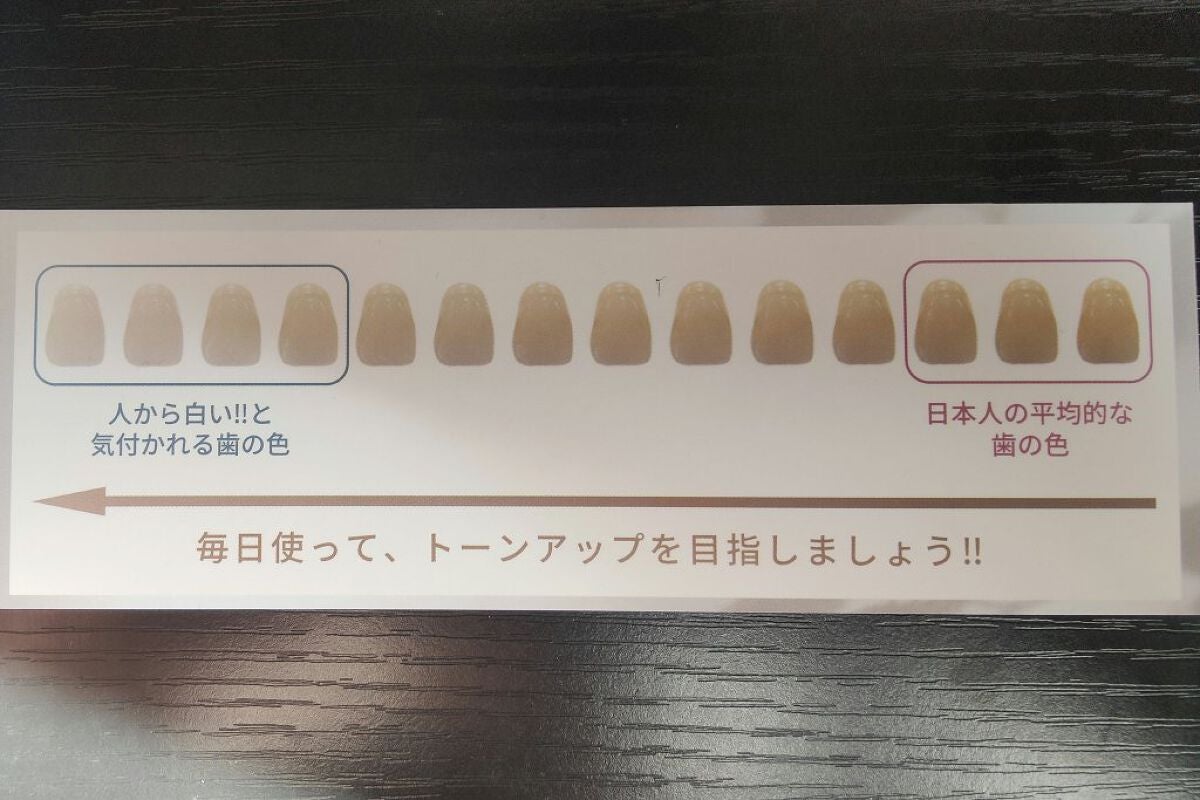 人から白い!!と
気付かれる歯の色
日本人の平均的な
歯の色
毎日使って、トーンアップを目指しましょう!!